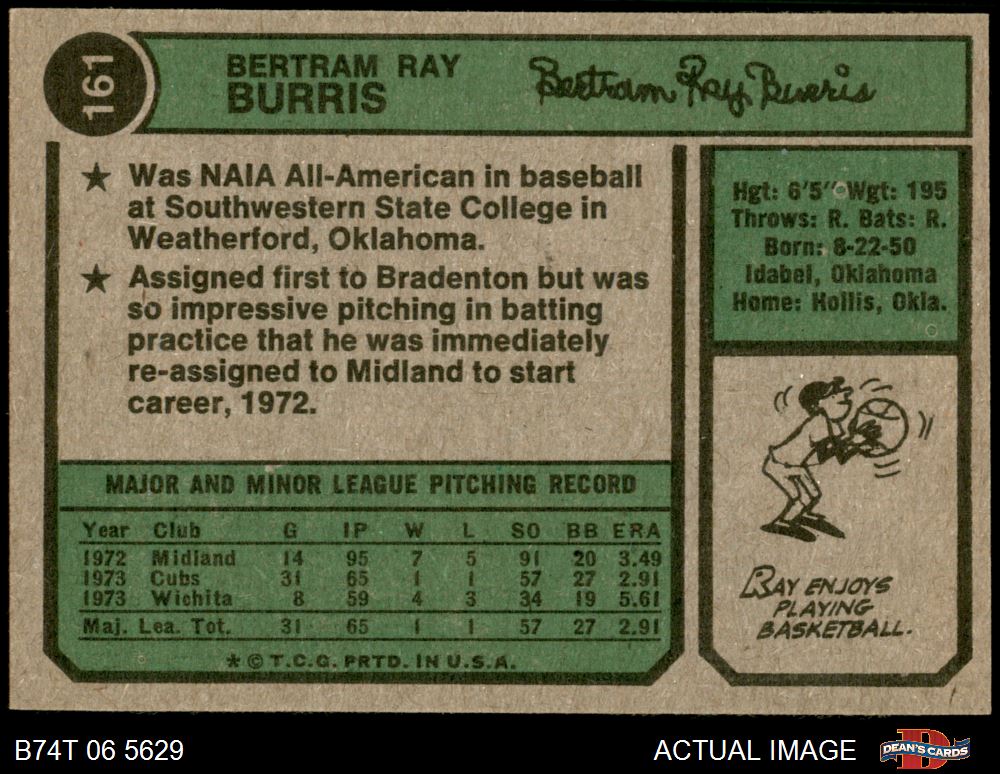 161
BERTRAM RAY
BURRIS
Bertram Ray Burris
★ Was NAIA All-American in baseball
at Southwestern State College in
Weatherford, Oklahoma.
★ Assigned first to Bradenton but was
so impressive pitching in batting
practice that he was immediately
re-assigned to Midland to start
career, 1972.
Hgt: 6'5" Wgt: 195
Throws: R. Bats: R.
Born: 8-22-50
Idabel, Oklahoma
Home: Hollis, Okla.
MAJOR AND MINOR LEAGUE PITCHING RECORD
Year Club G IP W L SO BB ERA
1972 Midland 14 95 7 5 91 20 3.49
1973 Cubs 31 65 1 1 57 27 2.91
1973 Wichita 8 59 4 3 34 19 5.61
Maj. Lea. Tot. 31 65 1 1 57 27 2.91
* © T.C.G. PRTD. IN U.S.A.
RAY ENJOYS
PLAYING
BASKETBALL.
B74T 06 5629
ACTUAL IMAGE
DEAN'S CARDS